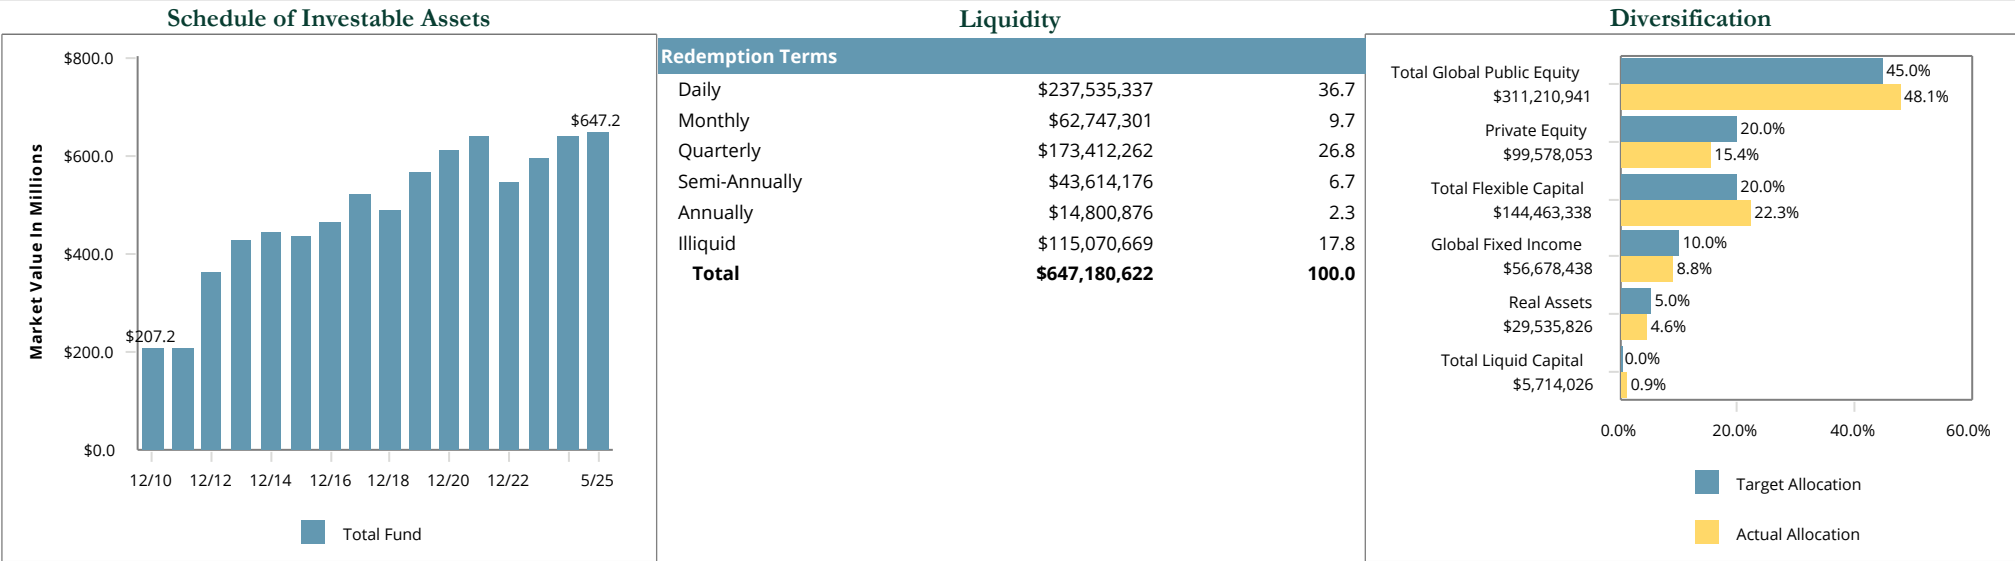 Schedule of Investable Assets
$800.0
$600.0
$400.0
$200.0
$0.0
Market Value In Millions
$207.2
$647.2
12/10 12/12 12/14 12/16 12/18 12/20 12/22 5/25
Total Fund
Liquidity
Redemption Terms
Daily $237,535,337 36.7
Monthly $62,747,301 9.7
Quarterly $173,412,262 26.8
Semi-Annually $43,614,176 6.7
Annually $14,800,876 2.3
Illiquid $115,070,669 17.8
Total $647,180,622 100.0
Diversification
Total Global Public Equity 45.0%
$311,210,941 48.1%
Private Equity 20.0%
$99,578,053 15.4%
Total Flexible Capital 20.0%
$144,463,338 22.3%
Global Fixed Income 10.0%
$56,678,438 8.8%
Real Assets 5.0%
$29,535,826 4.6%
Total Liquid Capital 0.0%
$5,714,026 0.9%
0.0% 20.0% 40.0% 60.0%
Target Allocation
Actual Allocation